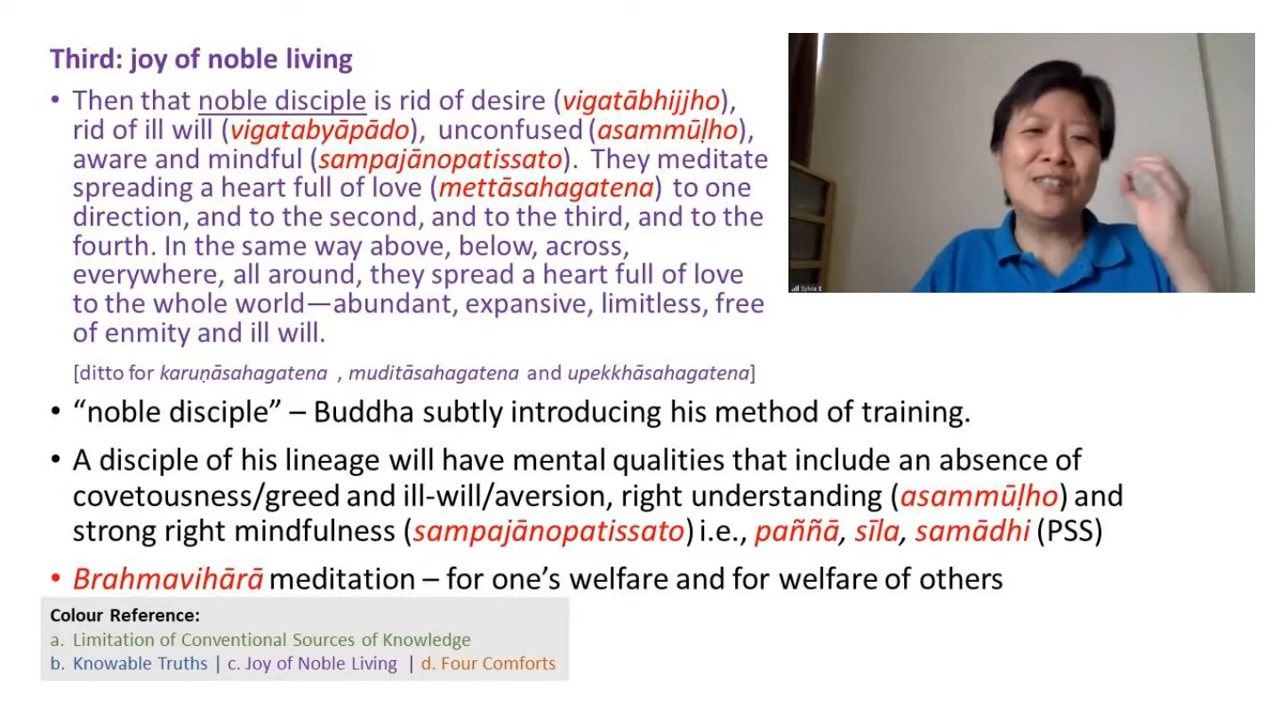 Third: joy of noble living
• Then that noble disciple is rid of desire (vigatābhijjho),
rid of ill will (vigatabyāpādo), unconfused (asammūḷho),
aware and mindful (sampajānopatissato). They meditate
spreading a heart full of love (mettāsahagatena) to one
direction, and to the second, and to the third, and to the
fourth. In the same way above, below, across,
everywhere, all around, they spread a heart full of love
to the whole world—abundant, expansive, limitless, free
of enmity and ill will.
[ditto for karuṇāsahagatena , muditāsahagatena and upekkhāsahagatena]
• “noble disciple” – Buddha subtly introducing his method of training.
• A disciple of his lineage will have mental qualities that include an absence of
covetousness/greed and ill-will/aversion, right understanding (asammūḷho) and
strong right mindfulness (sampajānopatissato) i.e., paññā, sīla, samādhi (PSS)
• Brahmavihārā meditation – for one’s welfare and for welfare of others
Colour Reference:
a. Limitation of Conventional Sources of Knowledge
b. Knowable Truths | c. Joy of Noble Living | d. Four Comforts
Sylvia